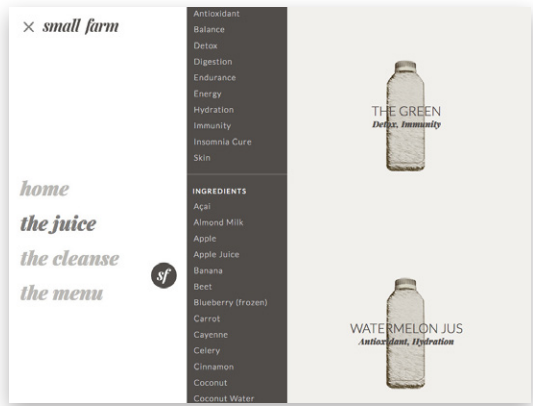 × small farm
home
the juice
the cleanse
the menu
sf
Antioxidant
Balance
Detox
Digestion
Endurance
Energy
Hydration
Immunity
Insomnia Cure
Skin
INGREDIENTS
Açaí
Almond Milk
Apple
Apple Juice
Banana
Beet
Blueberry (frozen)
Carrot
Cayenne
Celery
Cinnamon
Coconut
Coconut Water
THE GREEN
Detox, Immunity
WATERMELON JUS
Antioxidant, Hydration